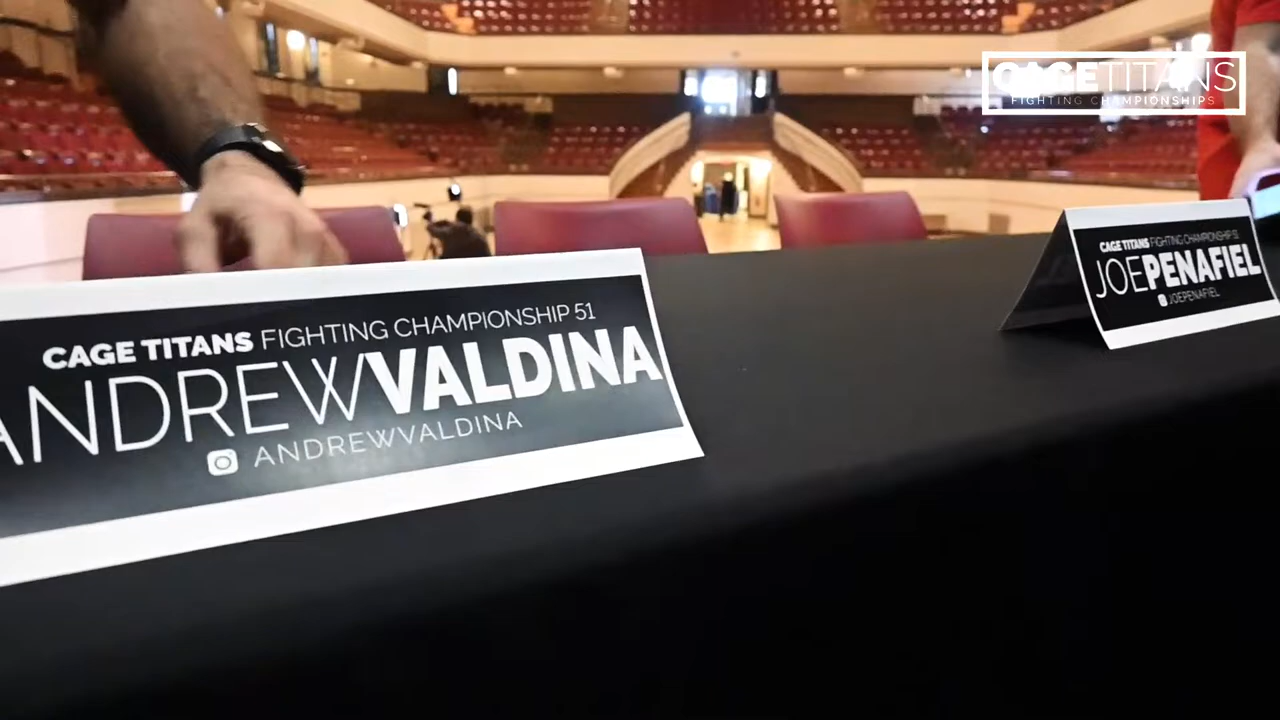 CAGETITANS
FIGHTING CHAMPIONSHIPS
CAGE TITANS FIGHTING CHAMPIONSHIP 51
ANDREWVALDINA
ANDREWVALDINA
CAGE TITANS FIGHTING CHAMPIONSHIP 51
JOEPENAFIEL
JOEPENAFIEL